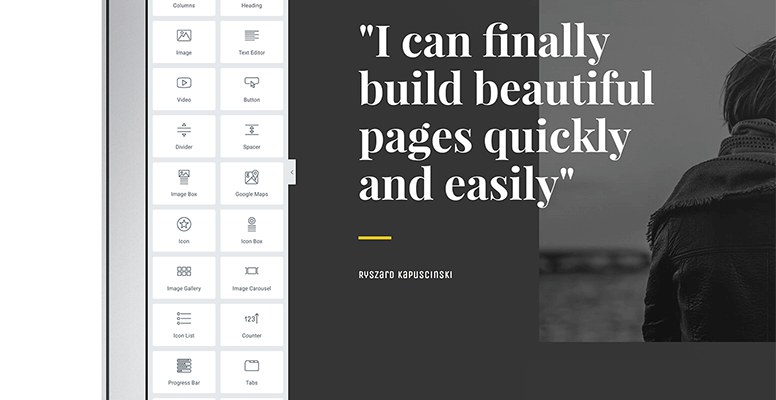 Columns
Heading
Image
Text Editor
Video
Button
Divider
Spacer
Image Box
Google Maps
Icon
Icon Box
Image Gallery
Image Carousel
Icon List
123
Counter
Progress Bar
Tabs
"I can finally
build beautiful
pages quickly
and easily"
Ryszard Kapuscinski